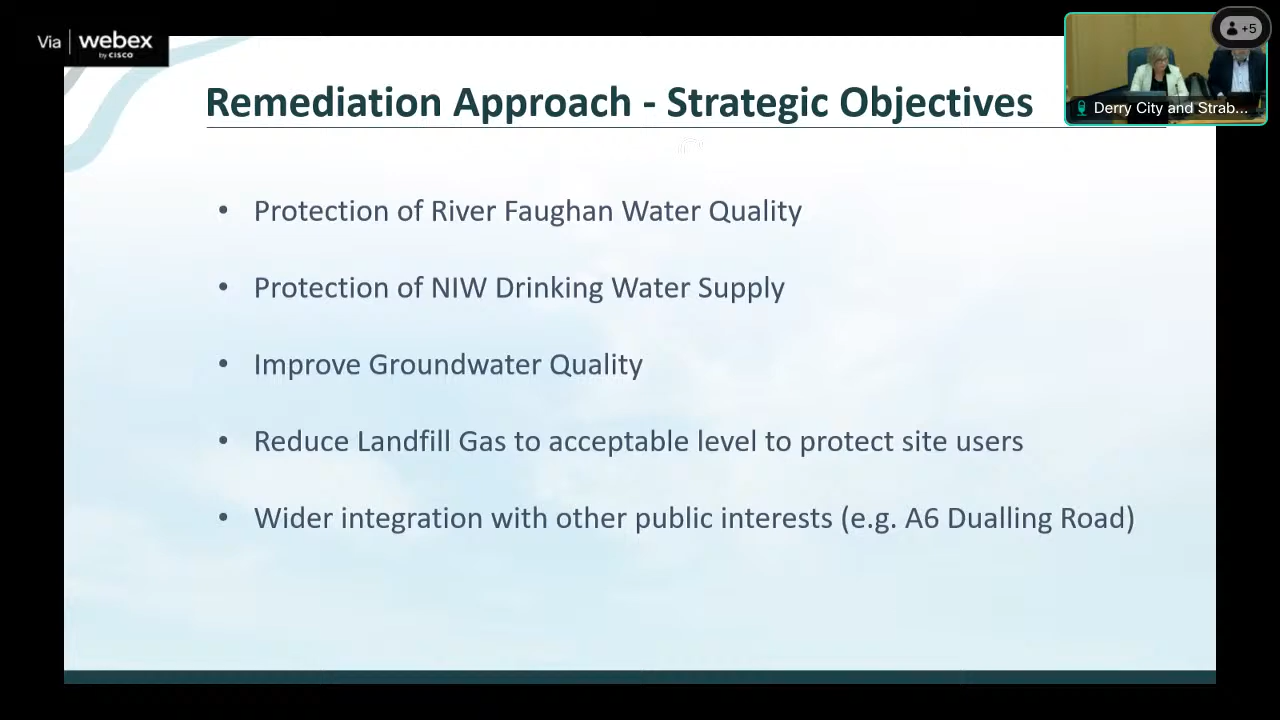 Via webex
by CISCO
+5
Derry City and Strab...
Remediation Approach - Strategic Objectives
• Protection of River Faughan Water Quality
• Protection of NIW Drinking Water Supply
• Improve Groundwater Quality
• Reduce Landfill Gas to acceptable level to protect site users
• Wider integration with other public interests (e.g. A6 Dualling Road)